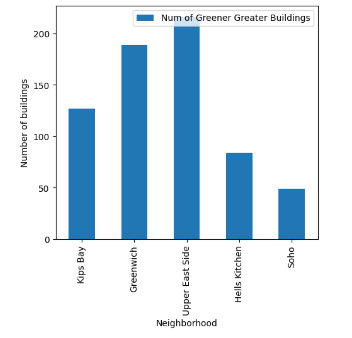 Num of Greener Greater Buildings
Number of buildings
200
150
100
50
0
Kips Bay
Greenwich
Upper East Side
Hells Kitchen
Soho
Neighborhood